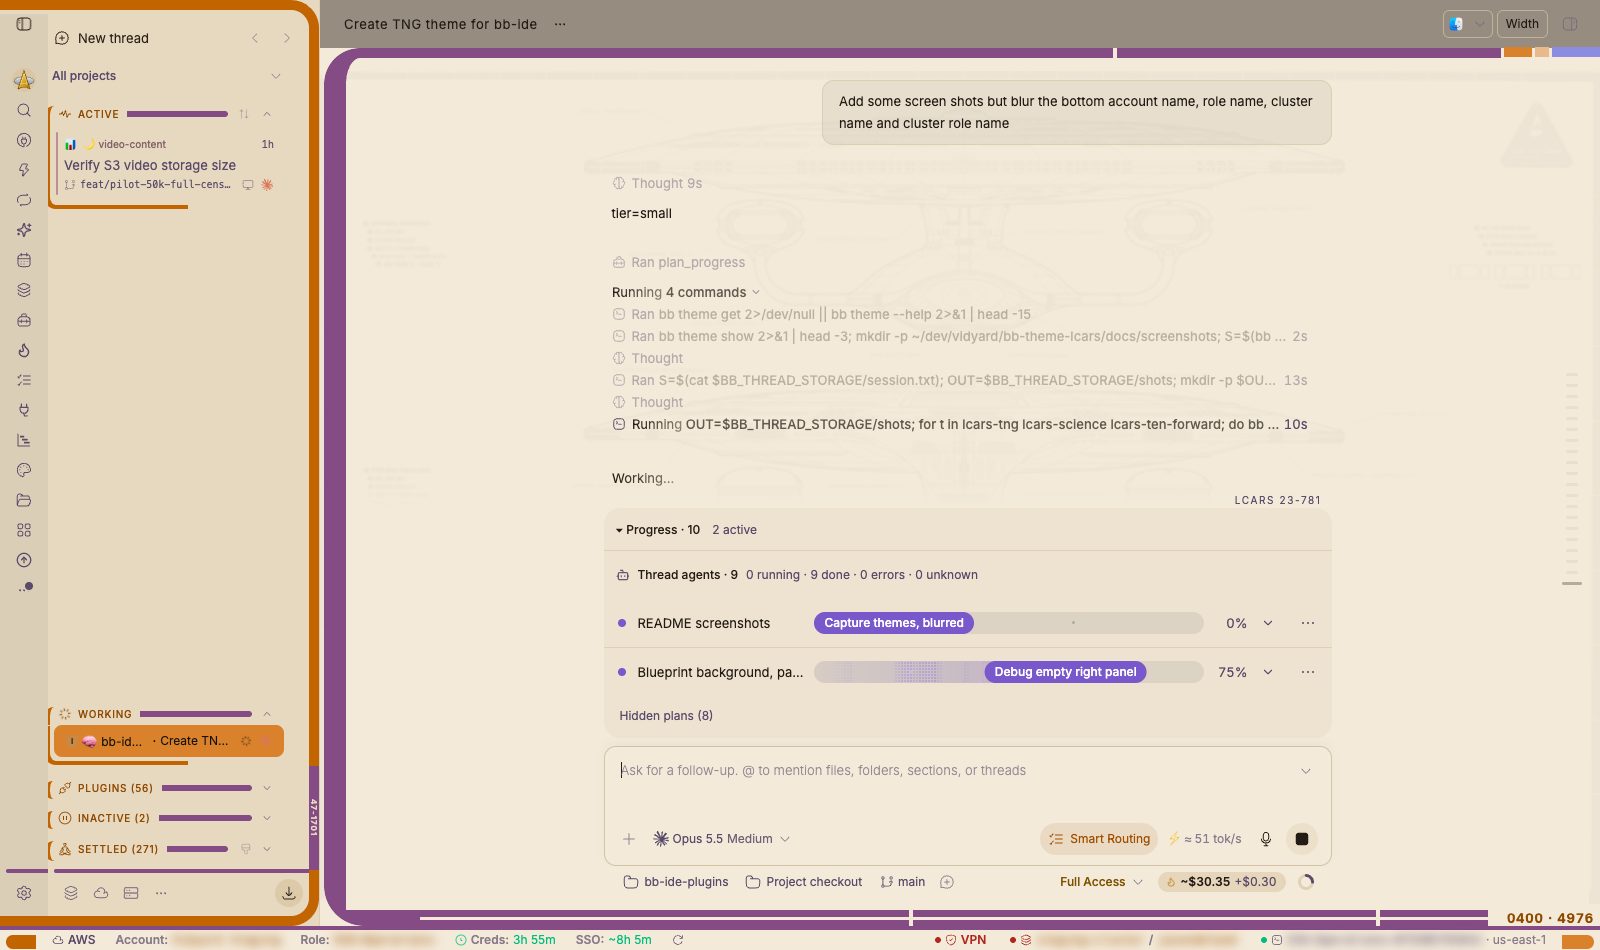 Create TNG theme for bb-ide ···
Width
New thread
All projects
ACTIVE
video-content 1h
Verify S3 video storage size
feat/pilot-50k-full-cens…
WORKING
bb-id… · Create TN…
PLUGINS (56)
INACTIVE (2)
SETTLED (271)
47-1701
Add some screen shots but blur the bottom account name, role name, cluster
name and cluster role name
Thought 9s
tier=small
Ran plan_progress
Running 4 commands
Ran bb theme get 2>/dev/null || bb theme --help 2>&1 | head -15
Ran bb theme show 2>&1 | head -3; mkdir -p ~/dev/vidyard/bb-theme-lcars/docs/screenshots; S=$(bb … 2s
Thought
Ran S=$(cat $BB_THREAD_STORAGE/session.txt); OUT=$BB_THREAD_STORAGE/shots; mkdir -p $OU… 13s
Thought
Running OUT=$BB_THREAD_STORAGE/shots; for t in lcars-tng lcars-science lcars-ten-forward; do bb … 10s
Working…
LCARS 23-781
Progress · 10 2 active
Thread agents · 9 0 running · 9 done · 0 errors · 0 unknown
README screenshots Capture themes, blurred 0% ···
Blueprint background, pa… Debug empty right panel 75% ···
Hidden plans (8)
Ask for a follow-up. @ to mention files, folders, sections, or threads
Opus 5.5 Medium Smart Routing ≈ 51 tok/s
bb-ide-plugins Project checkout main Full Access ~$30.35 +$0.30
0400 · 4976
AWS Account: Role: Creds: 3h 55m SSO: ~8h 5m VPN / · us-east-1